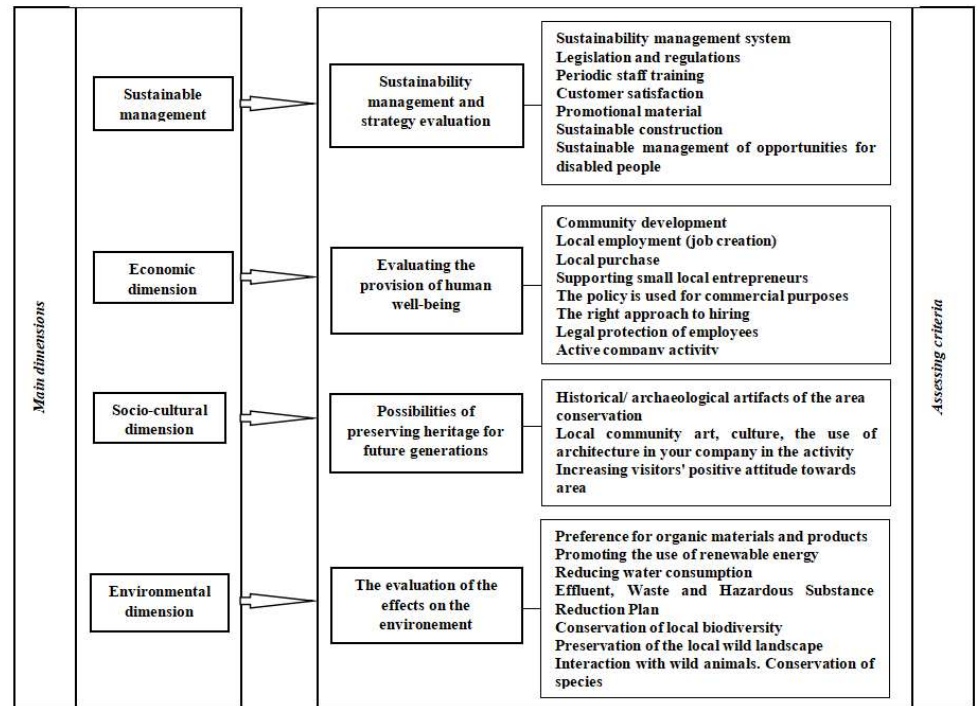 Main dimensions
Sustainable
management
Sustainability
management and
strategy evaluation
Sustainability management system
Legislation and regulations
Periodic staff training
Customer satisfaction
Promotional material
Sustainable construction
Sustainable management of opportunities for
disabled people
Economic
dimension
Evaluating the
provision of human
well-being
Community development
Local employment (job creation)
Local purchase
Supporting small local entrepreneurs
The policy is used for commercial purposes
The right approach to hiring
Legal protection of employees
Active company activity
Socio-cultural
dimension
Possibilities of
preserving heritage for
future generations
Historical/ archaeological artifacts of the area
conservation
Local community art, culture, the use of
architecture in your company in the activity
Increasing visitors' positive attitude towards
area
Environmental
dimension
The evaluation of the
effects on the
environement
Preference for organic materials and products
Promoting the use of renewable energy
Reducing water consumption
Effluent, Waste and Hazardous Substance
Reduction Plan
Conservation of local biodiversity
Preservation of the local wild landscape
Interaction with wild animals. Conservation of
species
Assessing criteria